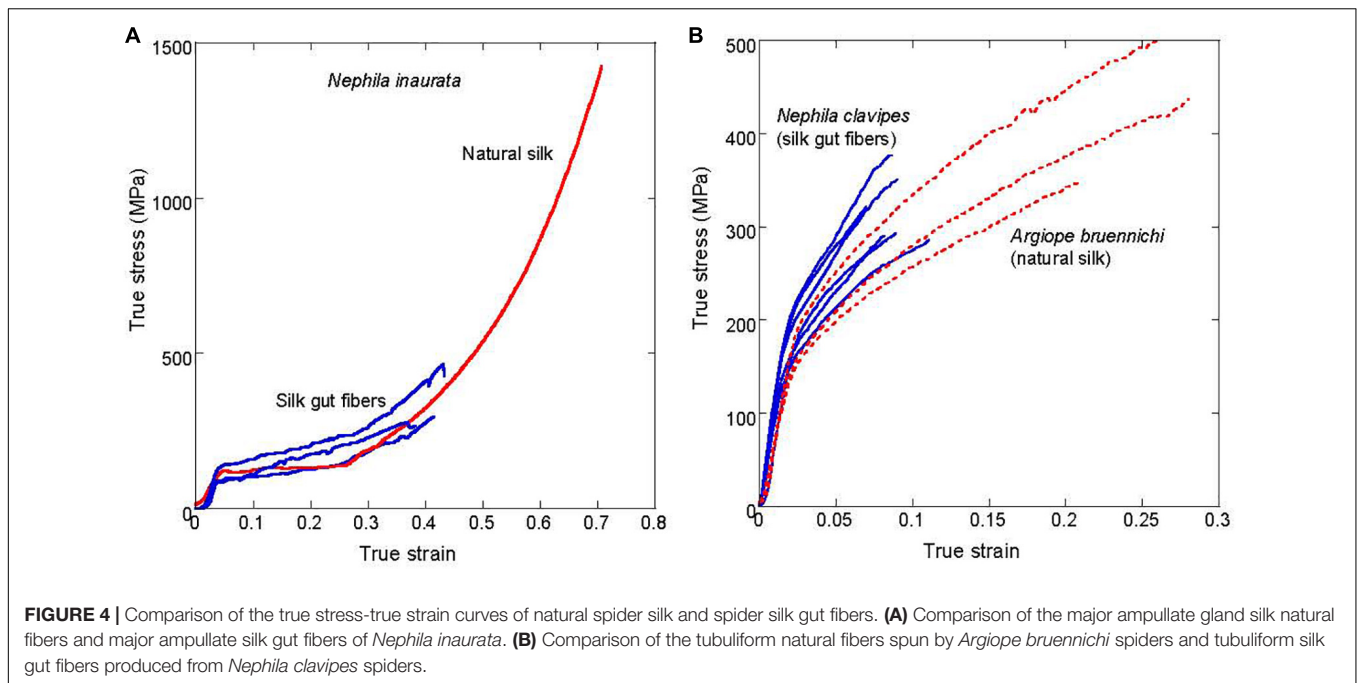 A
1500
1000
500
0
True stress (MPa)
Nephila inaurata
Natural silk
Silk gut fibers
0 0.1 0.2 0.3 0.4 0.5 0.6 0.7 0.8
True strain
B
500
400
300
200
100
0
True stress (MPa)
Nephila clavipes
(silk gut fibers)
Argiope bruennichi
(natural silk)
0 0.05 0.1 0.15 0.2 0.25 0.3
True strain
FIGURE 4 | Comparison of the true stress-true strain curves of natural spider silk and spider silk gut fibers. (A) Comparison of the major ampullate gland silk natural
fibers and major ampullate silk gut fibers of Nephila inaurata. (B) Comparison of the tubuliform natural fibers spun by Argiope bruennichi spiders and tubuliform silk
gut fibers produced from Nephila clavipes spiders.